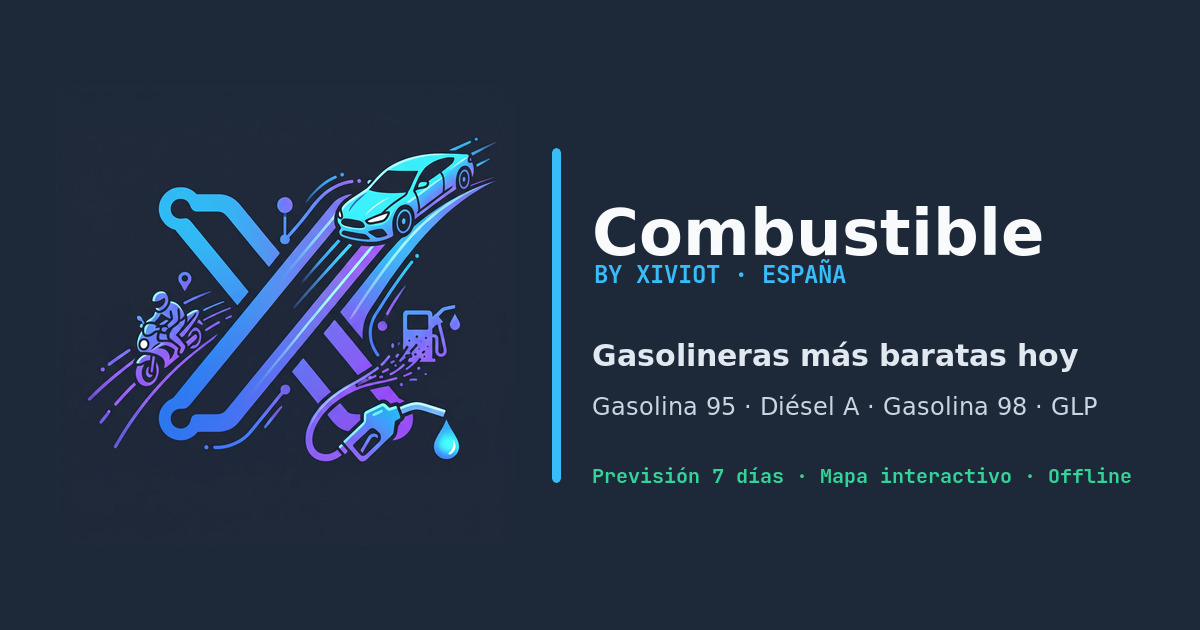 Combustible
BY XIVIOT · ESPAÑA
Gasolineras más baratas hoy
Gasolina 95 · Diésel A · Gasolina 98 · GLP
Previsión 7 días · Mapa interactivo · Offline